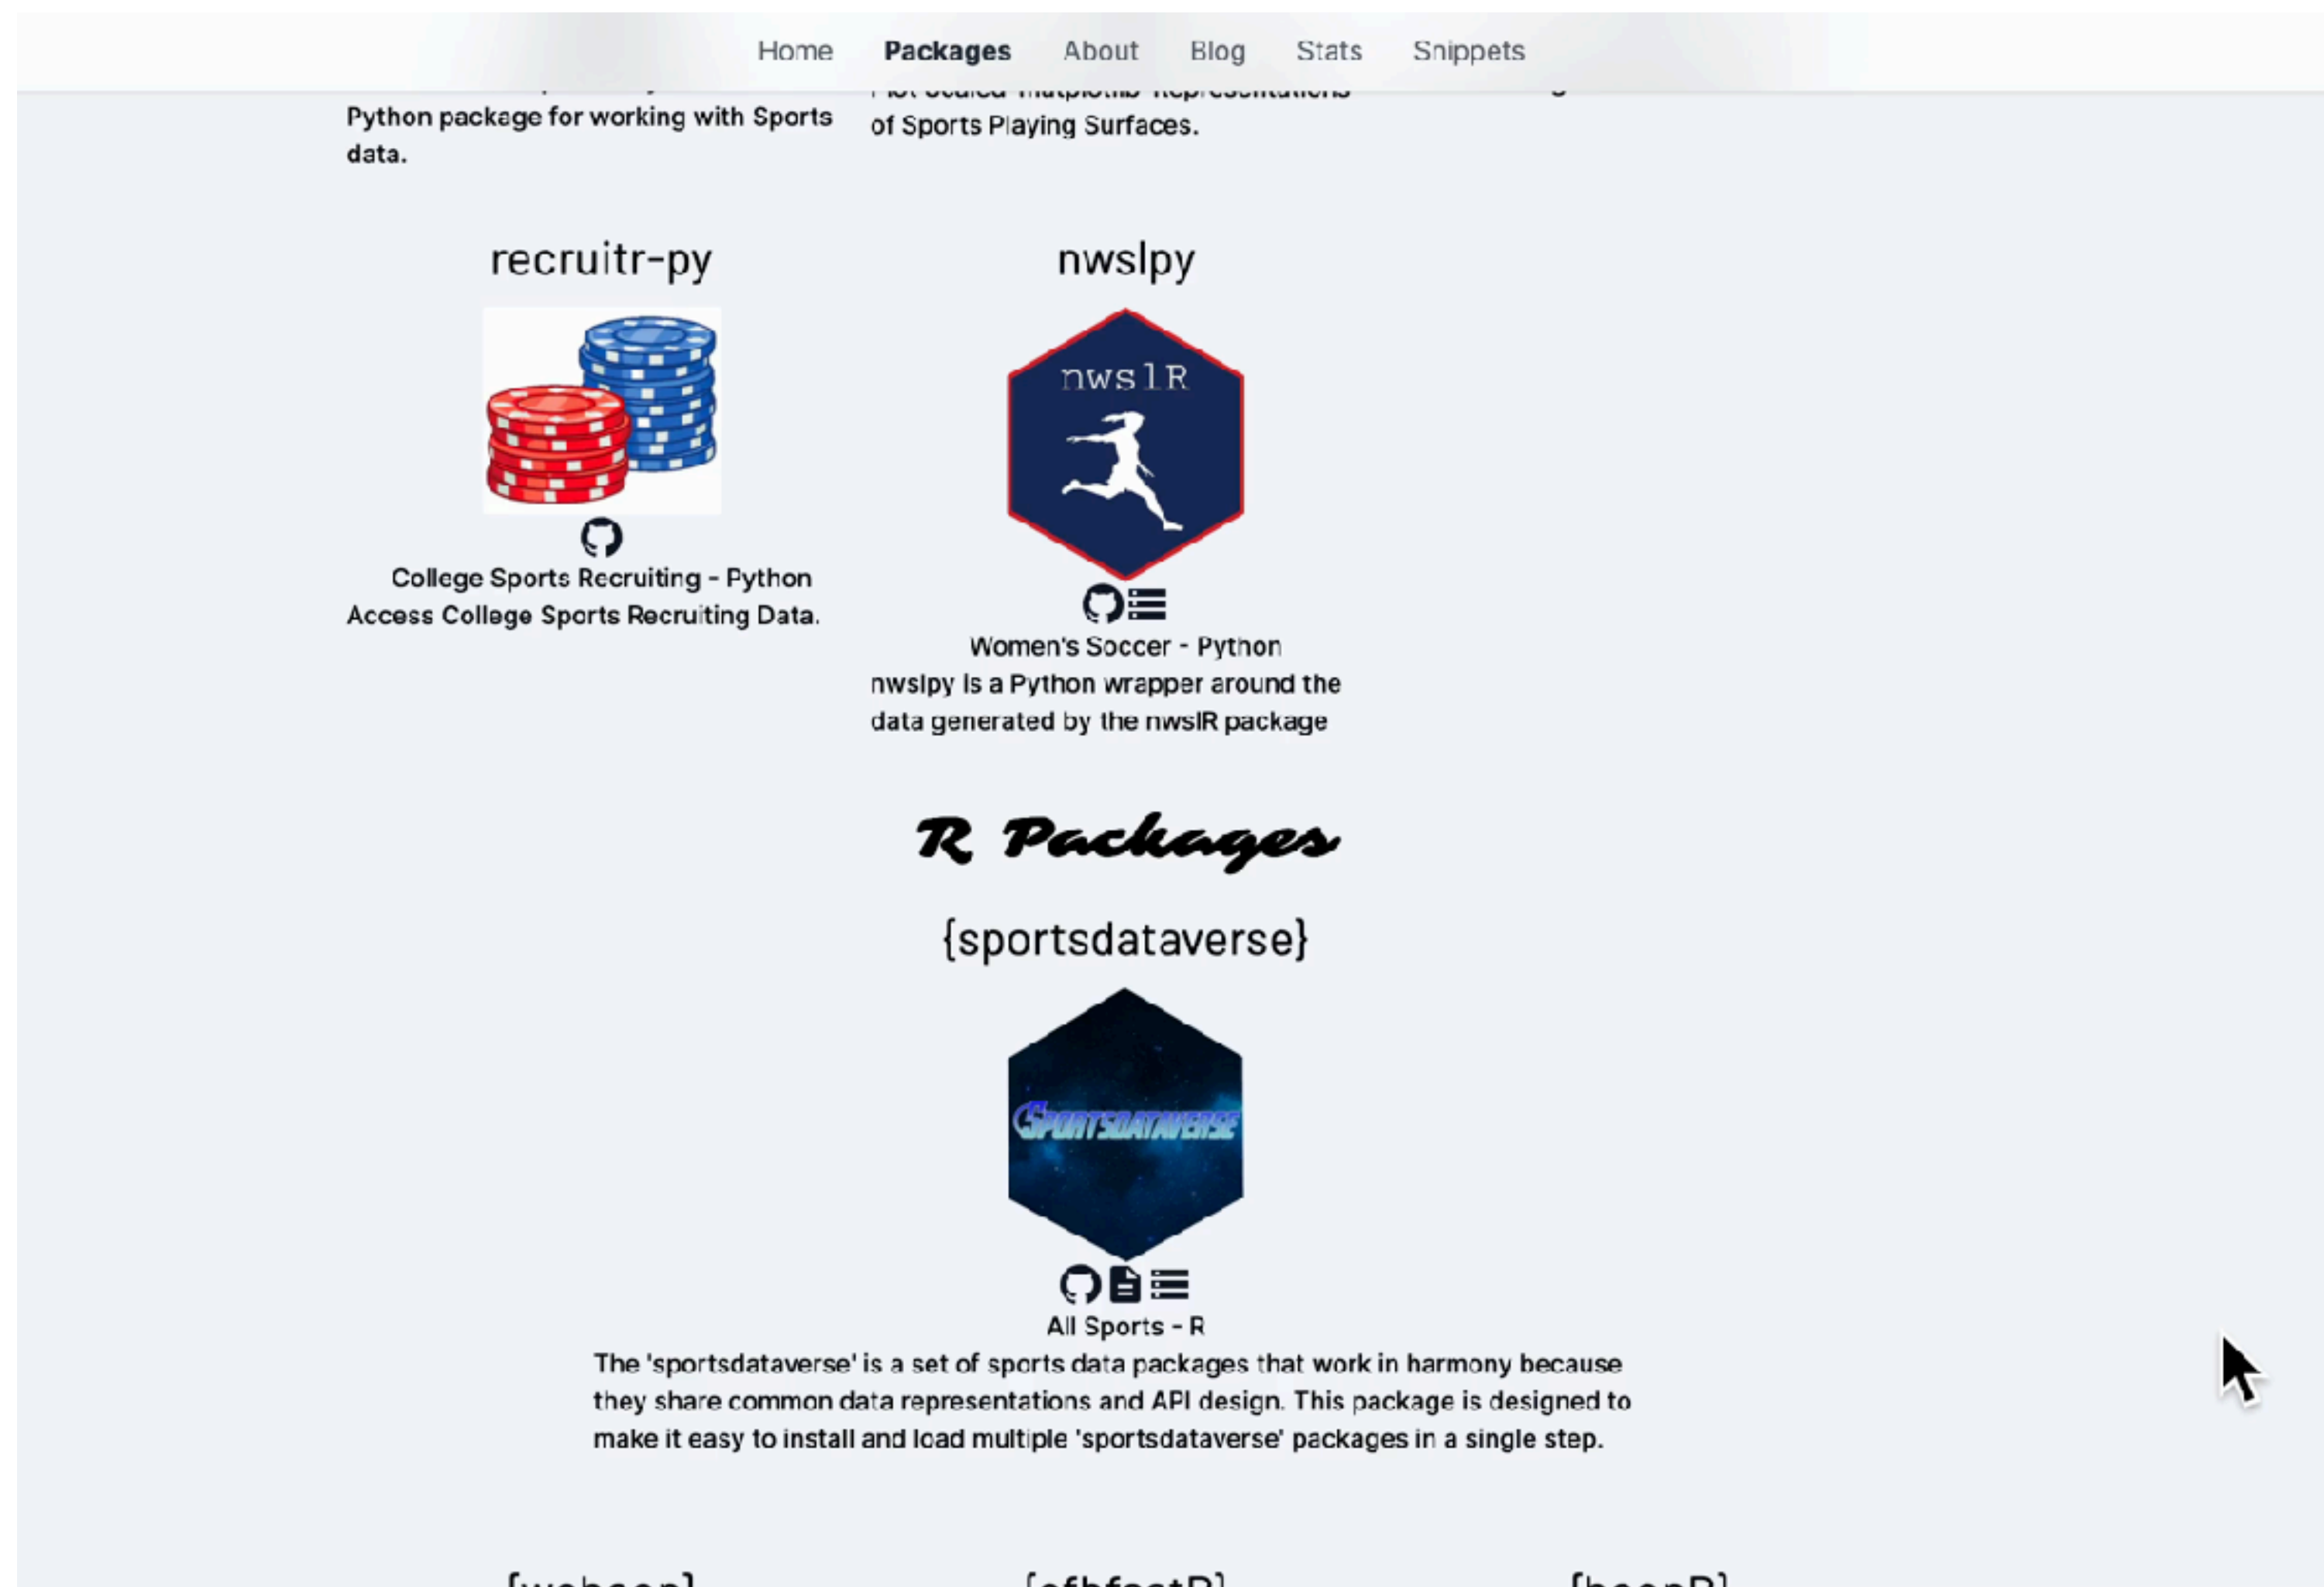 Home Packages About Blog Stats Snippets
Python package for working with Sports
data.
of Sports Playing Surfaces.
recruitr-py
College Sports Recruiting - Python
Access College Sports Recruiting Data.
nwslpy
nwslR
Women's Soccer - Python
nwslpy is a Python wrapper around the
data generated by the nwslR package
R Packages
{sportsdataverse}
SPORTSDATAVERSE
All Sports - R
The 'sportsdataverse' is a set of sports data packages that work in harmony because
they share common data representations and API design. This package is designed to
make it easy to install and load multiple 'sportsdataverse' packages in a single step.